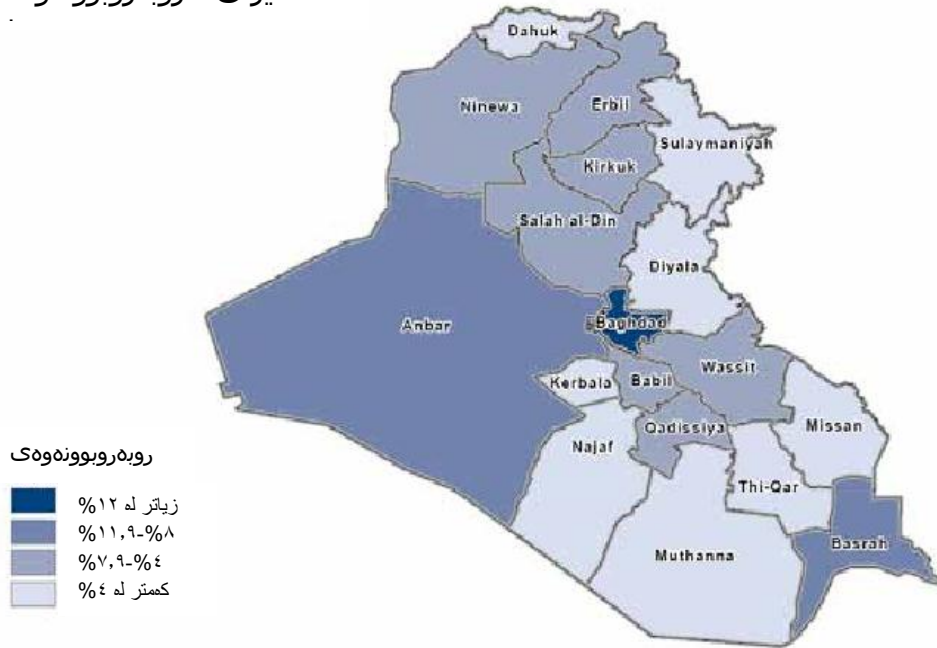 Dahuk
Ninewa
Erbil
Sulaymaniyah
Kirkuk
Salah al-Din
Diyala
Anbar
Baghdad
Wassit
Kerbala
Babil
Missan
Qadissiya
Najaf
Thi-Qar
Basrah
Muthanna
روبەروبوونەوەی
زیاتر لە ١٢%
٨%-١١,٩%
٤%-٧,٩%
کەمتر لە ٤%